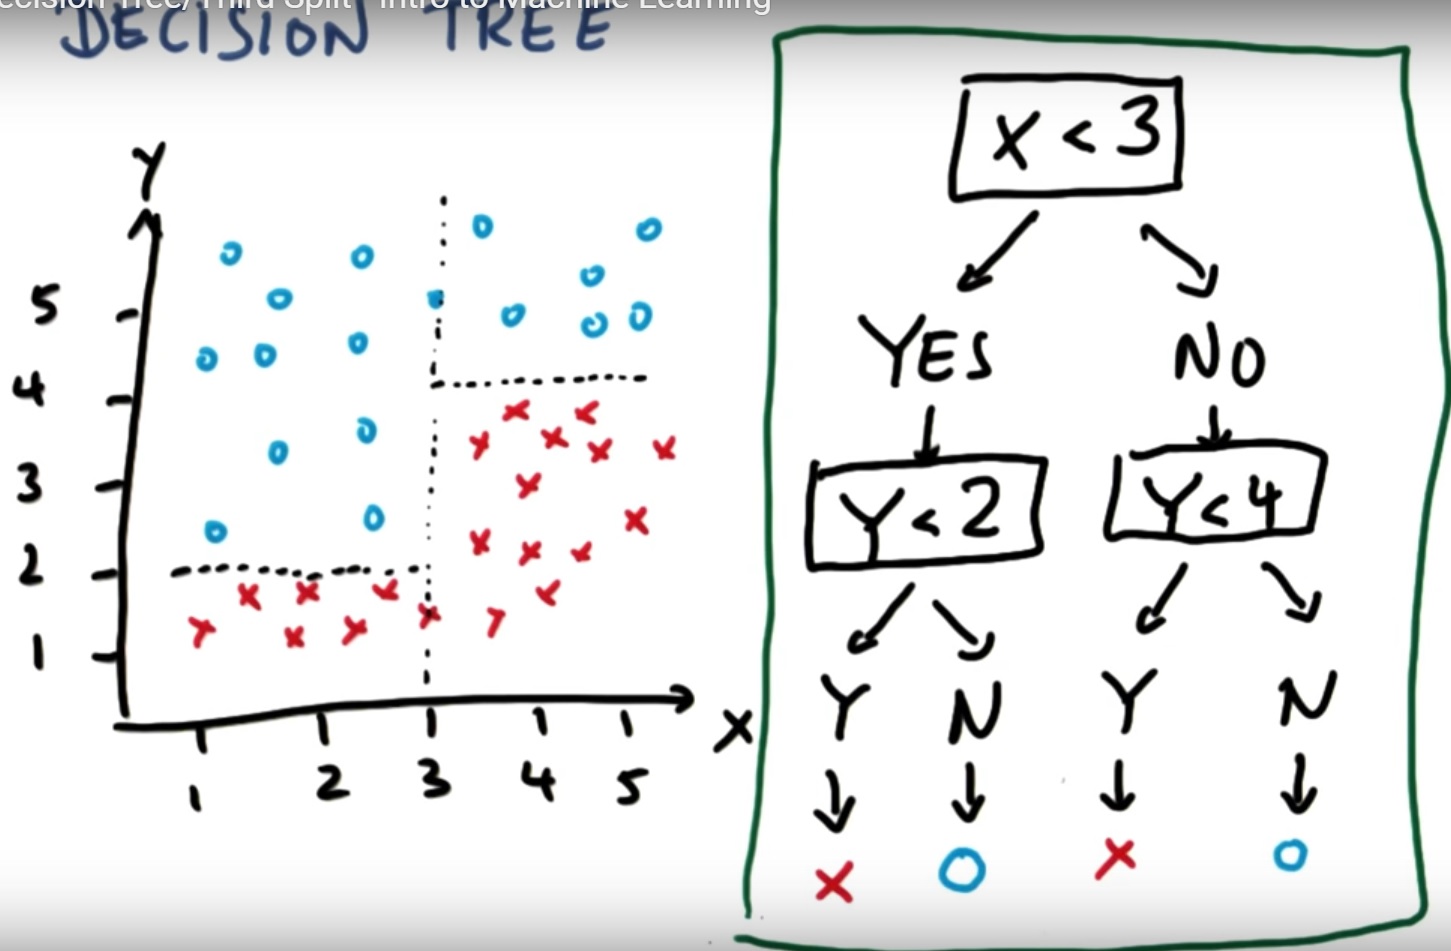 ecision Tree/Third Split - Intro to Machine Learning
DECISION TREE
Y
5
4
3
2
1
X
1 2 3 4 5
X < 3
YES NO
Y < 2 Y < 4
Y N Y N